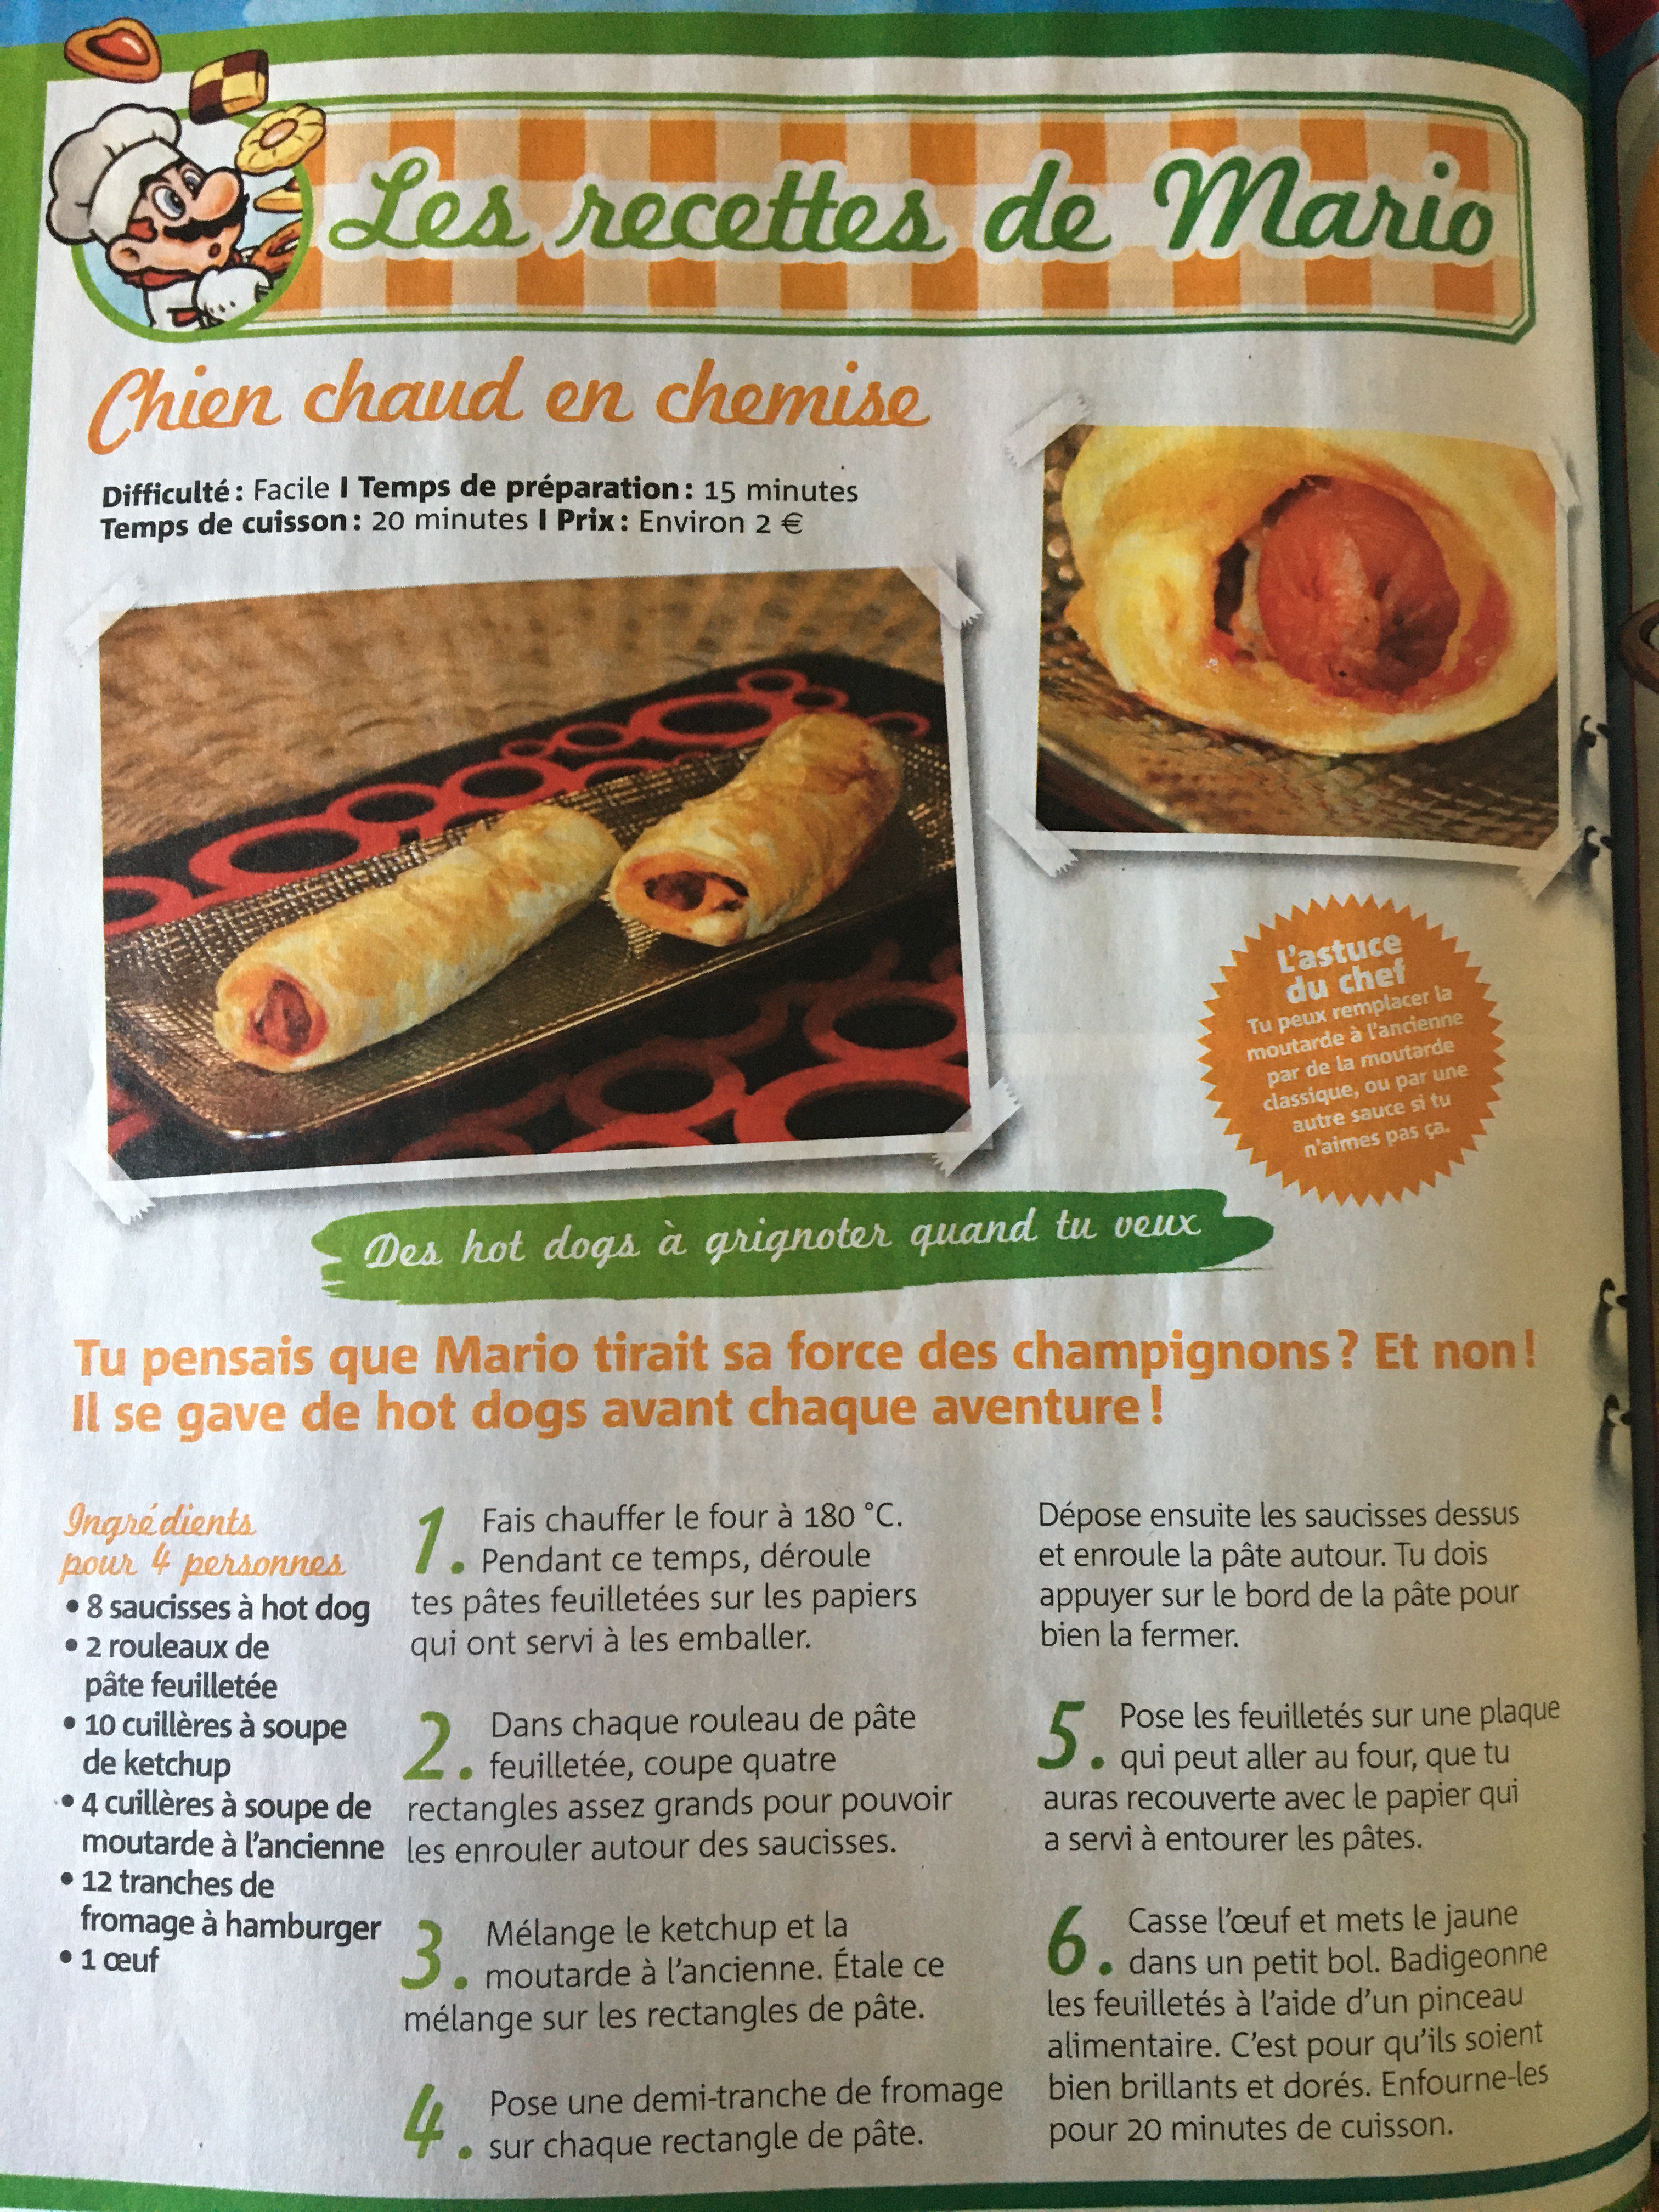 Les recettes de Mario
Chien chaud en chemise
Difficulté : Facile I Temps de préparation : 15 minutes
Temps de cuisson : 20 minutes I Prix : Environ 2 €
L'astuce
du chef
Tu peux remplacer la
moutarde à l'ancienne
par de la moutarde
classique, ou par une
autre sauce si tu
n'aimes pas ça.
Des hot dogs à grignoter quand tu veux
Tu pensais que Mario tirait sa force des champignons ? Et non !
Il se gave de hot dogs avant chaque aventure !
Ingrédients
pour 4 personnes
• 8 saucisses à hot dog
• 2 rouleaux de
pâte feuilletée
• 10 cuillères à soupe
de ketchup
• 4 cuillères à soupe de
moutarde à l'ancienne
• 12 tranches de
fromage à hamburger
• 1 œuf
1. Fais chauffer le four à 180 °C.
Pendant ce temps, déroule
tes pâtes feuilletées sur les papiers
qui ont servi à les emballer.
2. Dans chaque rouleau de pâte
feuilletée, coupe quatre
rectangles assez grands pour pouvoir
les enrouler autour des saucisses.
3. Mélange le ketchup et la
moutarde à l'ancienne. Étale ce
mélange sur les rectangles de pâte.
4. Pose une demi-tranche de fromage
sur chaque rectangle de pâte.
Dépose ensuite les saucisses dessus
et enroule la pâte autour. Tu dois
appuyer sur le bord de la pâte pour
bien la fermer.
5. Pose les feuilletés sur une plaque
qui peut aller au four, que tu
auras recouverte avec le papier qui
a servi à entourer les pâtes.
6. Casse l'œuf et mets le jaune
dans un petit bol. Badigeonne
les feuilletés à l'aide d'un pinceau
alimentaire. C'est pour qu'ils soient
bien brillants et dorés. Enfourne-les
pour 20 minutes de cuisson.